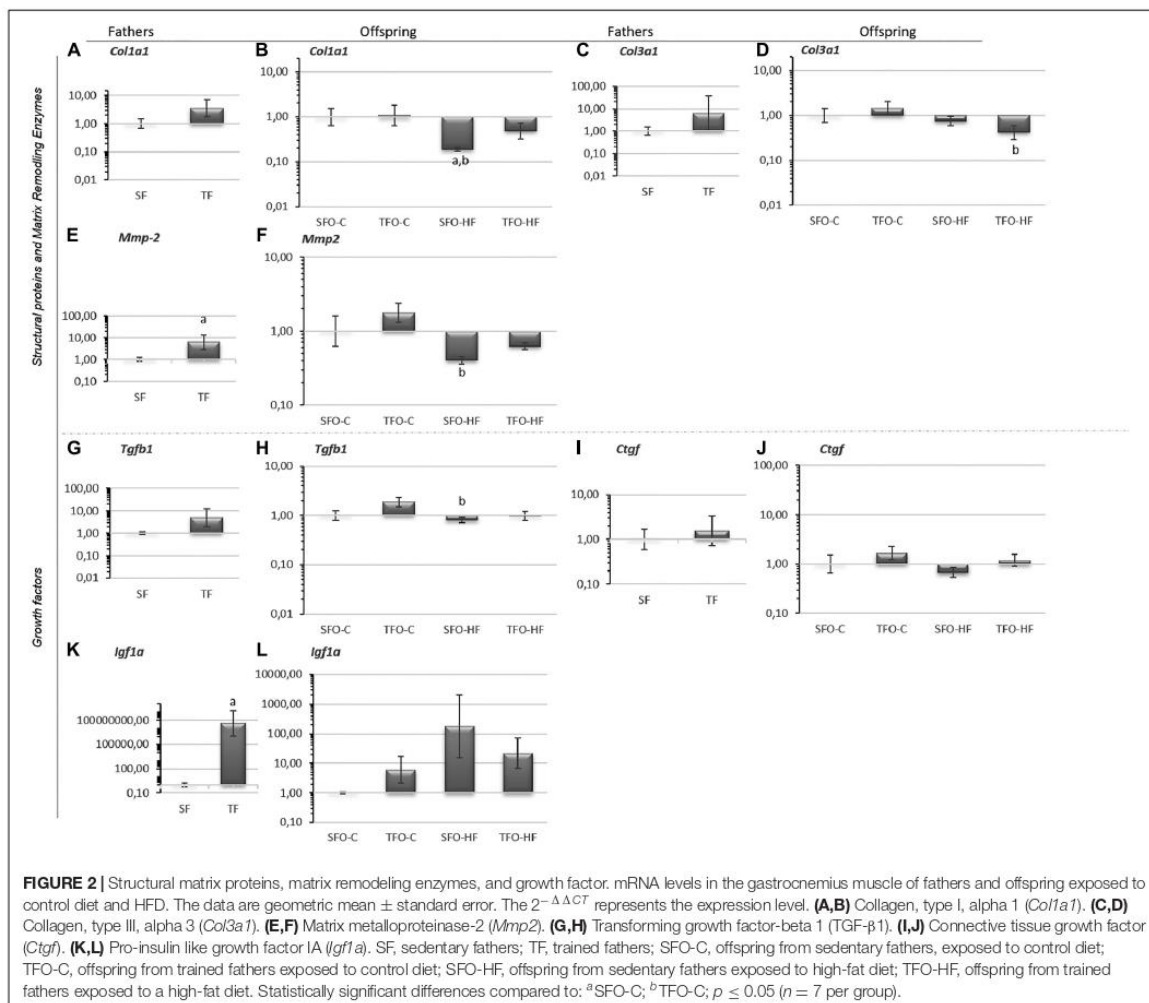 Fathers Offspring Fathers Offspring
Structural proteins and Matrix Remodling Enzymes
A Col1a1
10,00
1,00
0,10
0,01
SF TF
B Col1a1
10,00
1,00
0,10
0,01
a,b
SFO-C TFO-C SFO-HF TFO-HF
C Col3a1
100,00
10,00
1,00
0,10
0,01
SF TF
D Col3a1
10,00
1,00
0,10
0,01
b
SFO-C TFO-C SFO-HF TFO-HF
E Mmp-2
100,00
10,00
1,00
0,10
a
SF TF
F Mmp2
10,00
1,00
0,10
b
SFO-C TFO-C SFO-HF TFO-HF
Growth factors
G Tgfb1
100,00
10,00
1,00
0,10
0,01
SF TF
H Tgfb1
10,00
1,00
0,10
0,01
b
SFO-C TFO-C SFO-HF TFO-HF
I Ctgf
10,00
1,00
0,10
SF TF
J Ctgf
100,00
10,00
1,00
0,10
SFO-C TFO-C SFO-HF TFO-HF
K Igf1a
100000000,00
100000,00
100,00
0,10
a
SF TF
L Igf1a
10000,00
1000,00
100,00
10,00
1,00
0,10
SFO-C TFO-C SFO-HF TFO-HF
FIGURE 2 | Structural matrix proteins, matrix remodeling enzymes, and growth factor. mRNA levels in the gastrocnemius muscle of fathers and offspring exposed to
control diet and HFD. The data are geometric mean ± standard error. The 2^−ΔΔCT represents the expression level. (A,B) Collagen, type I, alpha 1 (Col1a1). (C,D)
Collagen, type III, alpha 3 (Col3a1). (E,F) Matrix metalloproteinase-2 (Mmp2). (G,H) Transforming growth factor-beta 1 (TGF-β1). (I,J) Connective tissue growth factor
(Ctgf). (K,L) Pro-insulin like growth factor IA (Igf1a). SF, sedentary fathers; TF, trained fathers; SFO-C, offspring from sedentary fathers, exposed to control diet;
TFO-C, offspring from trained fathers exposed to control diet; SFO-HF, offspring from sedentary fathers exposed to high-fat diet; TFO-HF, offspring from trained
fathers exposed to a high-fat diet. Statistically significant differences compared to: ᵃSFO-C; ᵇTFO-C; p ≤ 0.05 (n = 7 per group).